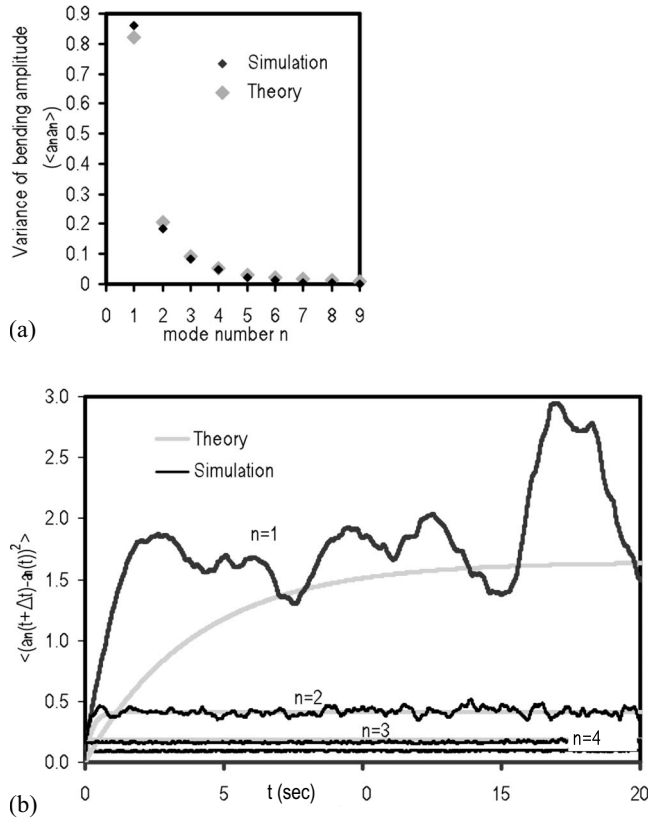 0.9
0.8
0.7
0.6
0.5
0.4
0.3
0.2
0.1
0
Variance of bending amplitude
(<anan>)
Simulation
Theory
0 1 2 3 4 5 6 7 8 9
mode number n
(a)
3.0
2.5
2.0
1.5
1.0
0.5
0.0
<(an(t+Δt)-an(t))²>
Theory
Simulation
n=1
n=2
n=3
n=4
0 5 0 15 20
t (sec)
(b)